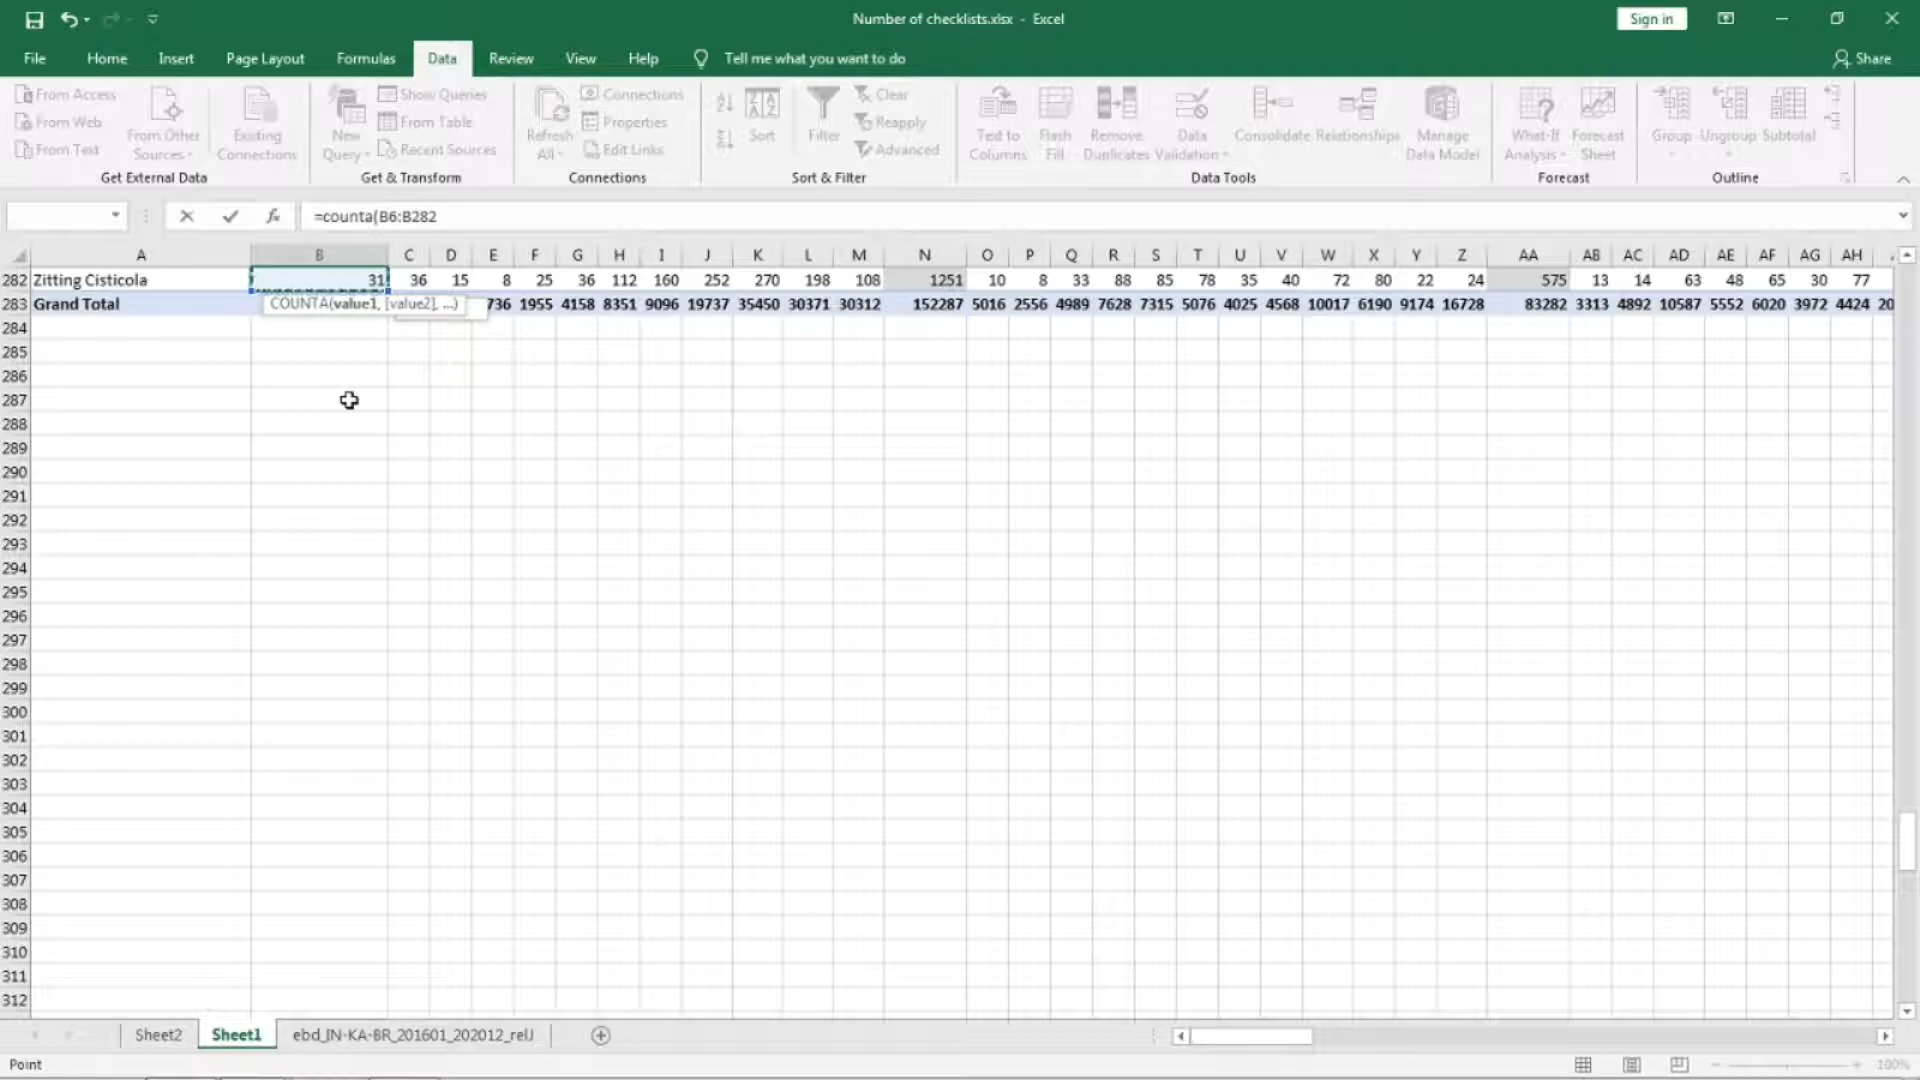 Number of checklists.xlsx - Excel
Sign in
File Home Insert Page Layout Formulas Data Review View Help Tell me what you want to do Share
From Access
From Web
From Text
From Other Sources
Existing Connections
Get External Data
New Query
Show Queries
From Table
Recent Sources
Get & Transform
Refresh All
Connections
Properties
Edit Links
Connections
Sort
Filter
Clear
Reapply
Advanced
Sort & Filter
Text to Columns
Flash Fill
Remove Duplicates
Data Validation
Consolidate
Relationships
Manage Data Model
Data Tools
What-If Analysis
Forecast Sheet
Forecast
Group
Ungroup
Subtotal
Outline
fx =counta(B6:B282
A B C D E F G H I J K L M N O P Q R S T U V W X Y Z AA AB AC AD AE AF AG AH
282 Zitting Cisticola 31 36 15 8 25 36 112 160 252 270 198 108 1251 10 8 33 88 85 78 35 40 72 80 22 24 575 13 14 63 48 65 30 77
283 Grand Total 736 1955 4158 8351 9096 19737 35450 30371 30312 152287 5016 2556 4989 7628 7315 5076 4025 4568 10017 6190 9174 16728 83282 3313 4892 10587 5552 6020 3972 4424 20
COUNTA(value1, [value2], ...)
284
285
286
287
288
289
290
291
292
293
294
295
296
297
298
299
300
301
302
303
304
305
306
307
308
309
310
311
312
Sheet2 Sheet1 ebd_IN-KA-BR_201601_202012_relJ
Point
100%